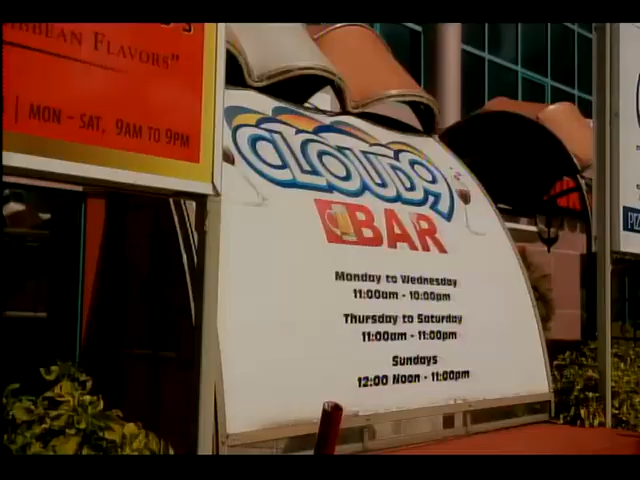 FLAVORS"
MON - SAT, 9AM TO 9PM
CLOUD9
BAR
Monday to Wednesday
11:00am - 10:00pm
Thursday to Saturday
11:00am - 11:00pm
Sundays
12:00 Noon - 11:00pm